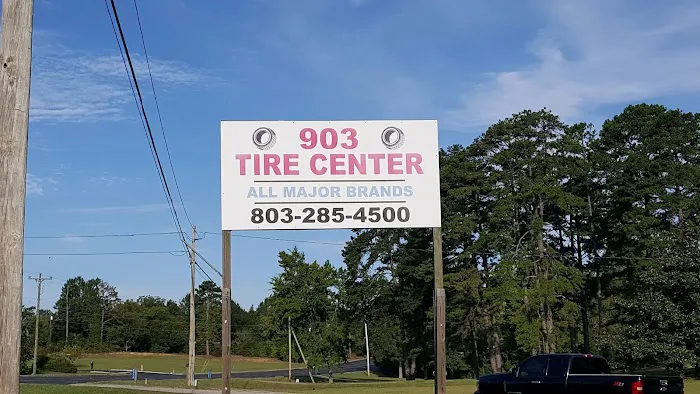 903
TIRE CENTER
ALL MAJOR BRANDS
803-285-4500